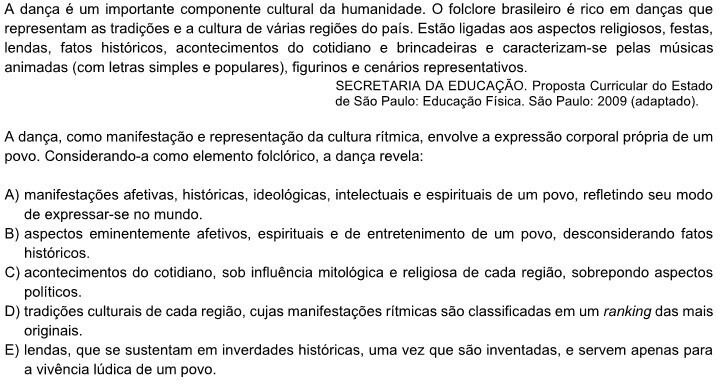 A dança é um importante componente cultural da humanidade. O folclore brasileiro é rico em danças que
representam as tradições e a cultura de várias regiões do país. Estão ligadas aos aspectos religiosos, festas,
lendas, fatos históricos, acontecimentos do cotidiano e brincadeiras e caracterizam-se pelas músicas
animadas (com letras simples e populares), figurinos e cenários representativos.
SECRETARIA DA EDUCAÇÃO. Proposta Curricular do Estado
de São Paulo: Educação Física. São Paulo: 2009 (adaptado).
A dança, como manifestação e representação da cultura rítmica, envolve a expressão corporal própria de um
povo. Considerando-a como elemento folclórico, a dança revela:
A) manifestações afetivas, históricas, ideológicas, intelectuais e espirituais de um povo, refletindo seu modo
de expressar-se no mundo.
B) aspectos eminentemente afetivos, espirituais e de entretenimento de um povo, desconsiderando fatos
históricos.
C) acontecimentos do cotidiano, sob influência mitológica e religiosa de cada região, sobrepondo aspectos
políticos.
D) tradições culturais de cada região, cujas manifestações rítmicas são classificadas em um ranking das mais
originais.
E) lendas, que se sustentam em inverdades históricas, uma vez que são inventadas, e servem apenas para
a vivência lúdica de um povo.